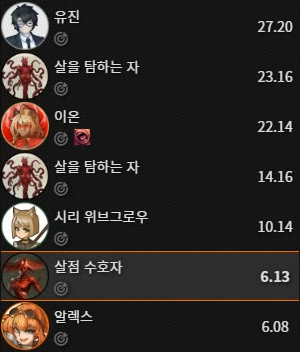 유진
27.20
살을 탐하는 자
23.16
이온
22.14
살을 탐하는 자
14.16
시리 위브그로우
10.14
살점 수호자
6.13
알렉스
6.08